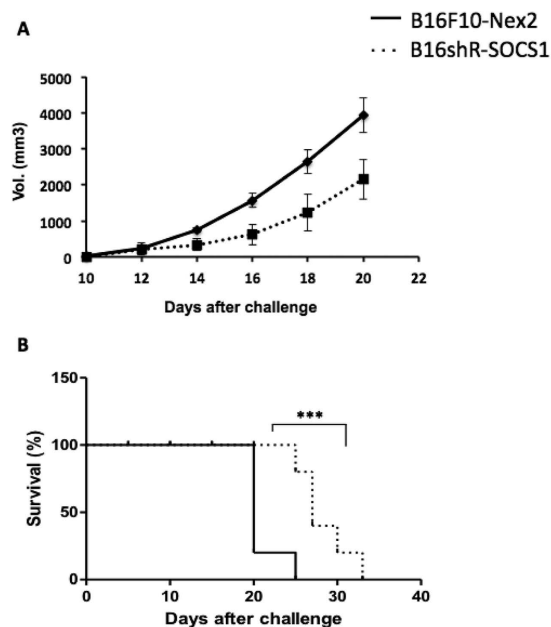 B16F10-Nex2
B16shR-SOCS1
A
5000
4000
3000
2000
1000
0
Vol. (mm3)
10 12 14 16 18 20 22
Days after challenge
B
150
100
50
0
Survival (%)
***
0 10 20 30 40
Days after challenge